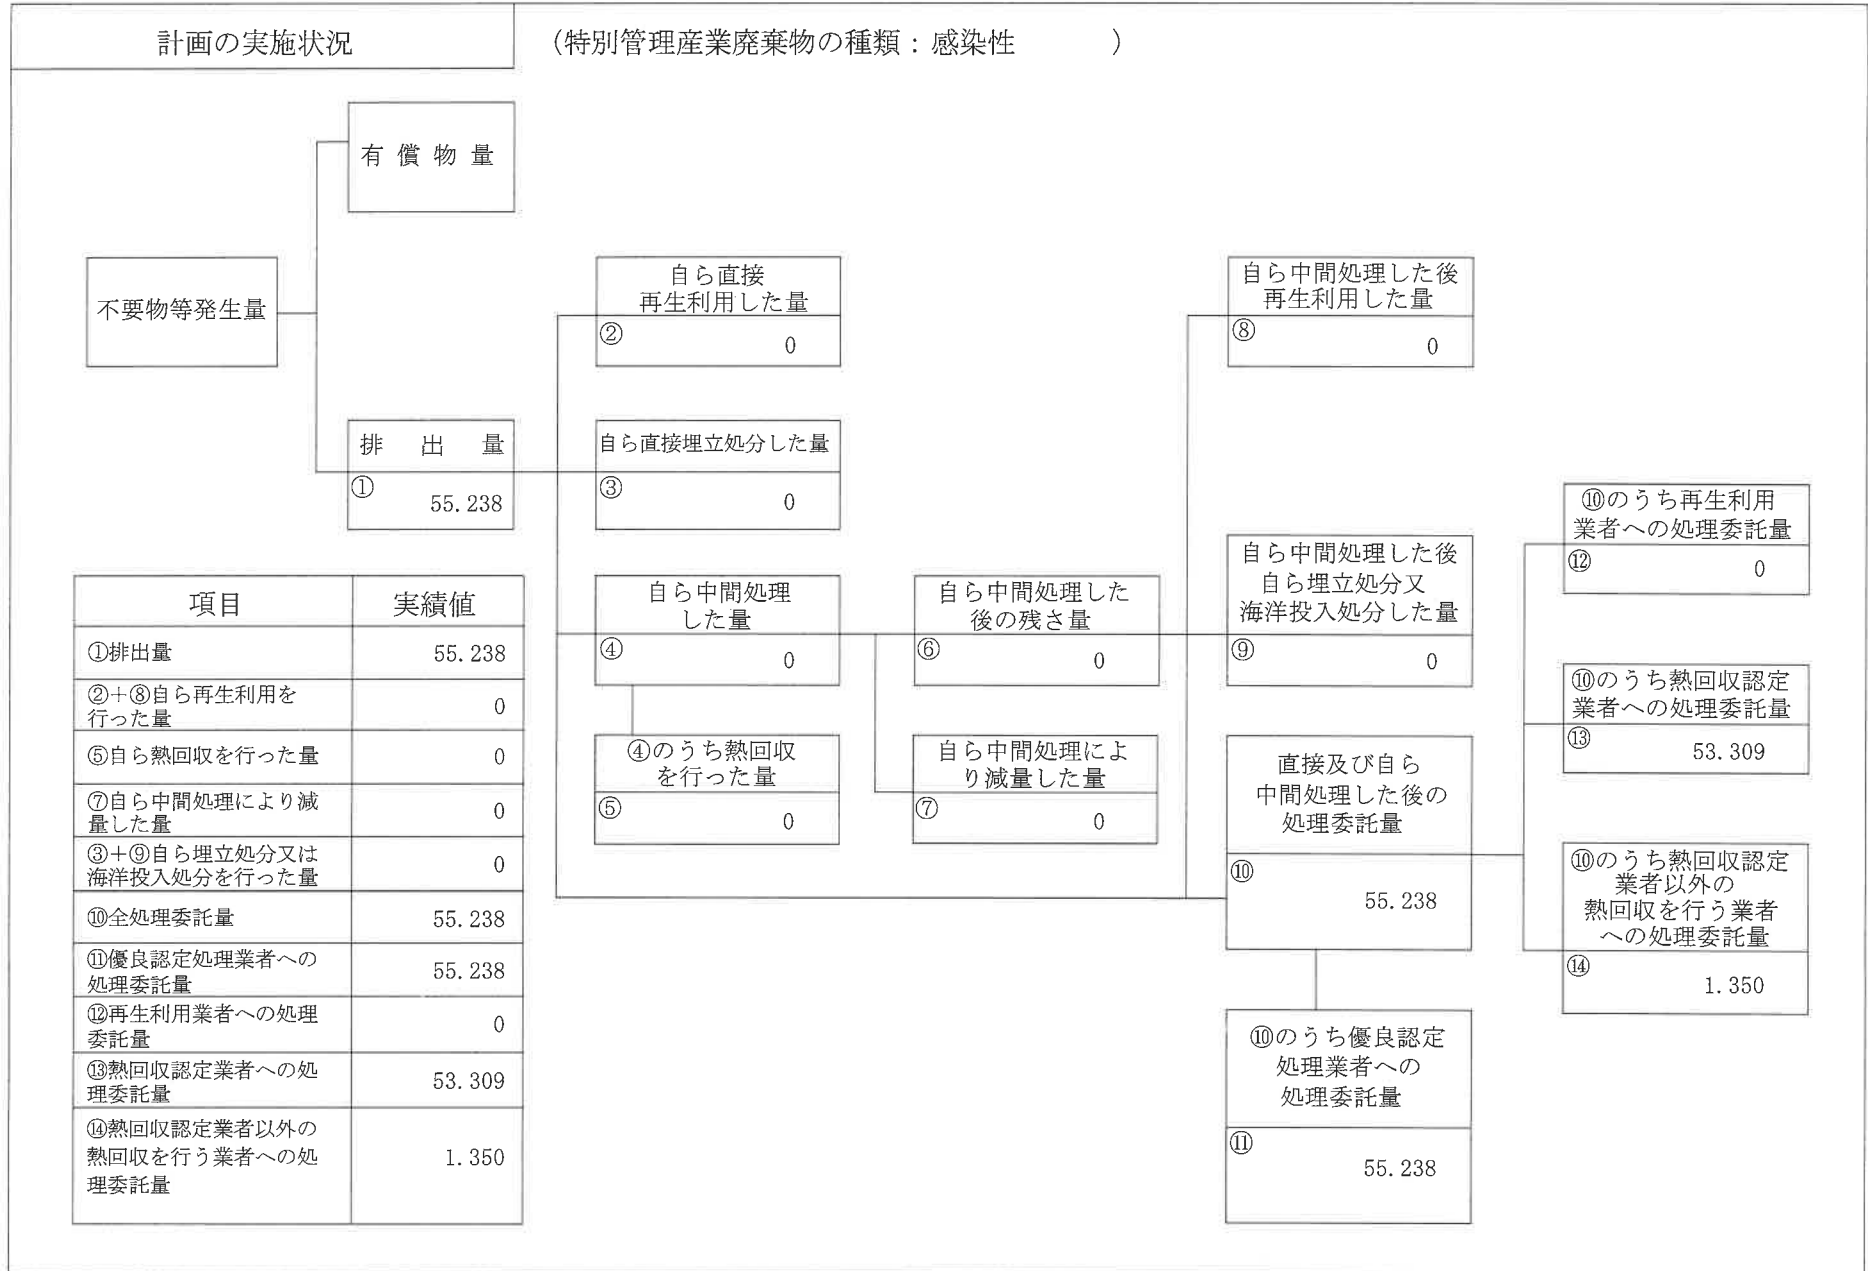 計画の実施状況
(特別管理産業廃棄物の種類：感染性　　　)
有 償 物 量
不要物等発生量
排 出 量
①
55.238
自ら直接
再生利用した量
②
0
自ら直接埋立処分した量
③
0
自ら中間処理
した量
④
0
④のうち熱回収
を行った量
⑤
0
自ら中間処理した
後の残さ量
⑥
0
自ら中間処理によ
り減量した量
⑦
0
自ら中間処理した後
再生利用した量
⑧
0
自ら中間処理した後
自ら埋立処分又
海洋投入処分した量
⑨
0
直接及び自ら
中間処理した後の
処理委託量
⑩
55.238
⑩のうち優良認定
処理業者への
処理委託量
⑪
55.238
⑩のうち再生利用
業者への処理委託量
⑫
0
⑩のうち熱回収認定
業者への処理委託量
⑬
53.309
⑩のうち熱回収認定
業者以外の
熱回収を行う業者
への処理委託量
⑭
1.350
項目 実績値
①排出量 55.238
②＋⑧自ら再生利用を
行った量 0
⑤自ら熱回収を行った量 0
⑦自ら中間処理により減
量した量 0
③＋⑨自ら埋立処分又は
海洋投入処分を行った量 0
⑩全処理委託量 55.238
⑪優良認定処理業者への
処理委託量 55.238
⑫再生利用業者への処理
委託量 0
⑬熱回収認定業者への処
理委託量 53.309
⑭熱回収認定業者以外の
熱回収を行う業者への処 1.350
理委託量